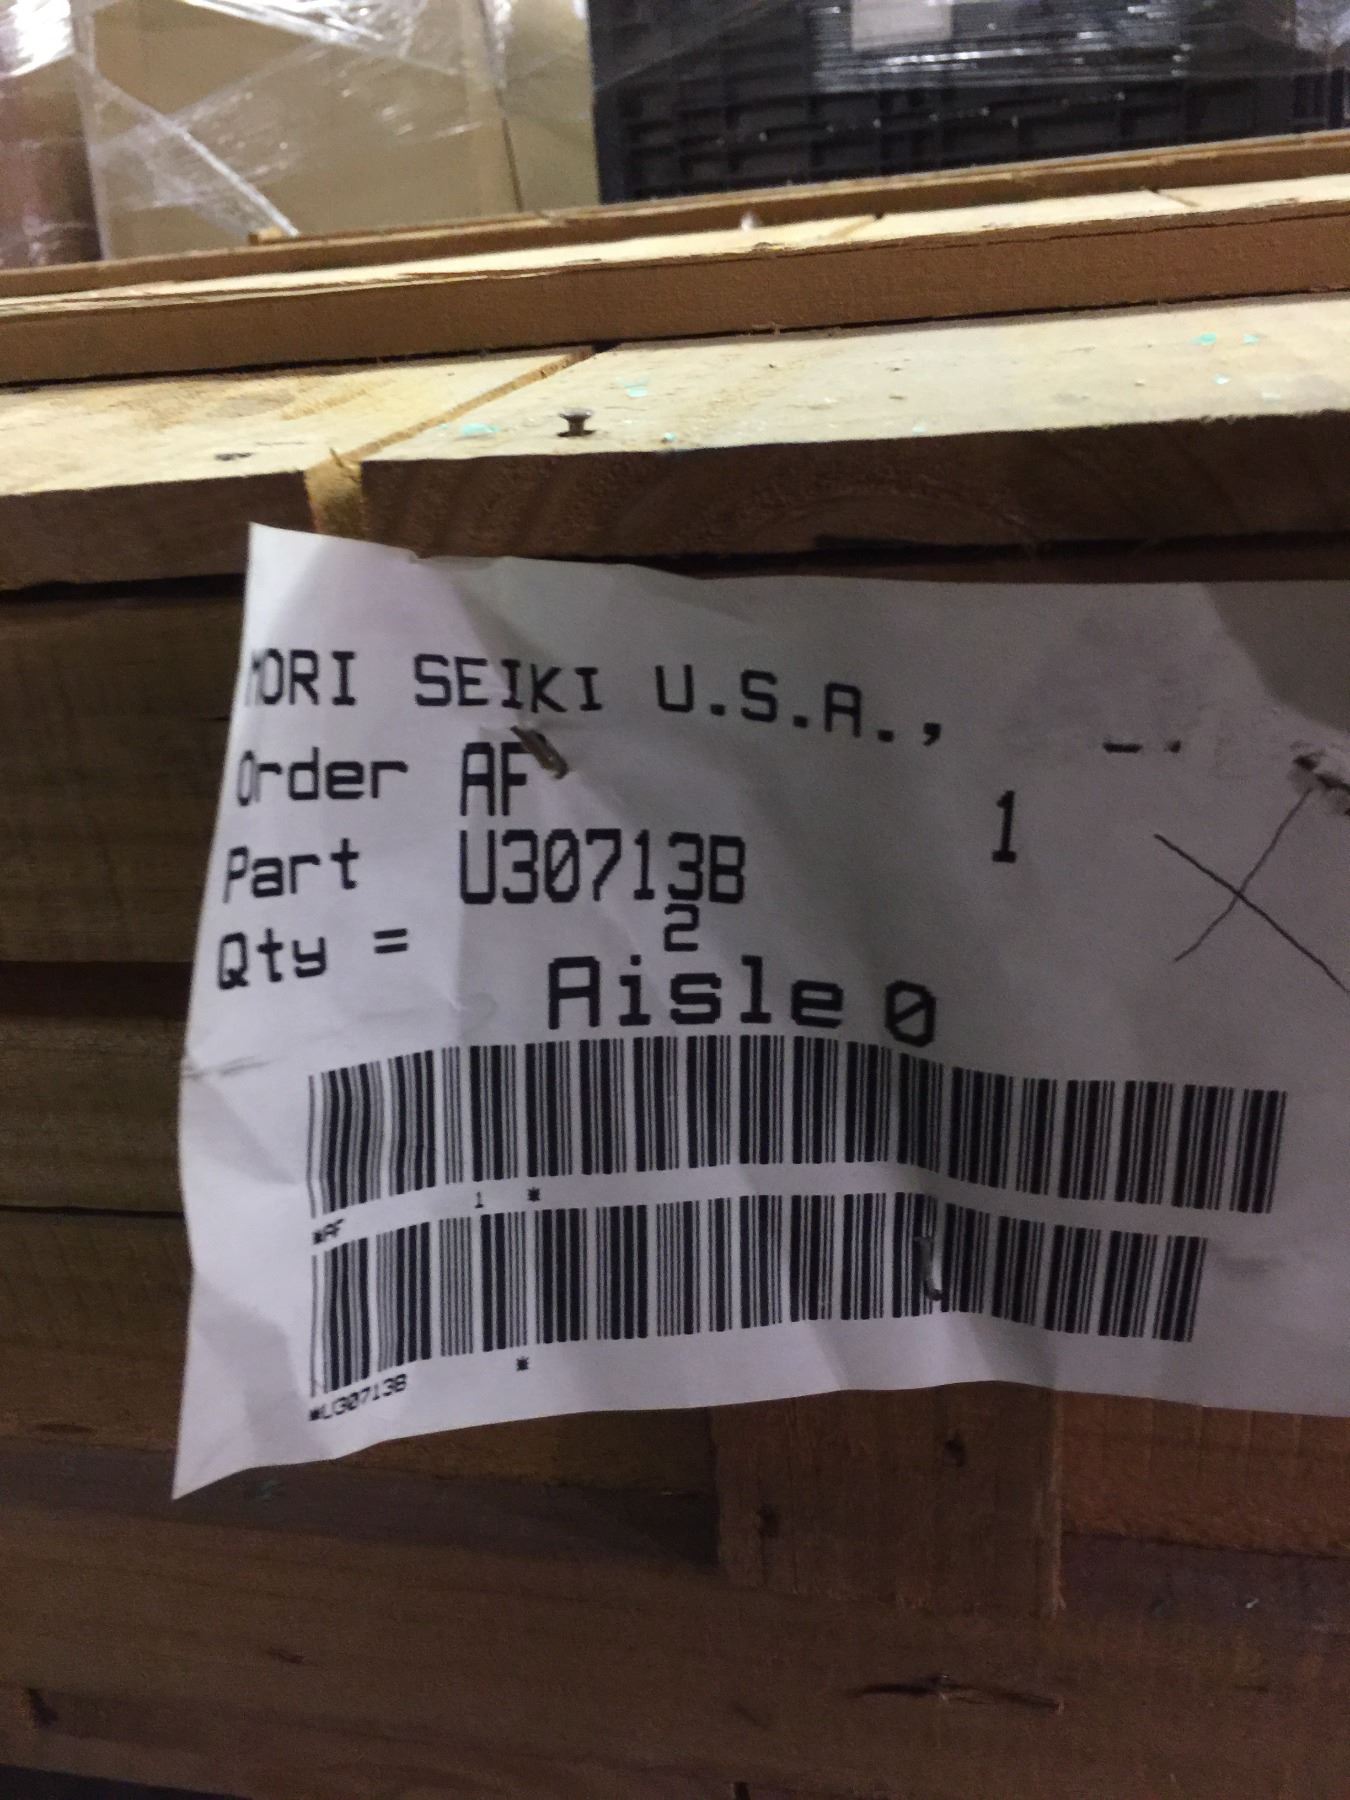 MORI SEIKI U.S.A.,
Order AF 1
Part U30713B
Qty = 2
Aisle 0
*AF 1 *
*U30713B *